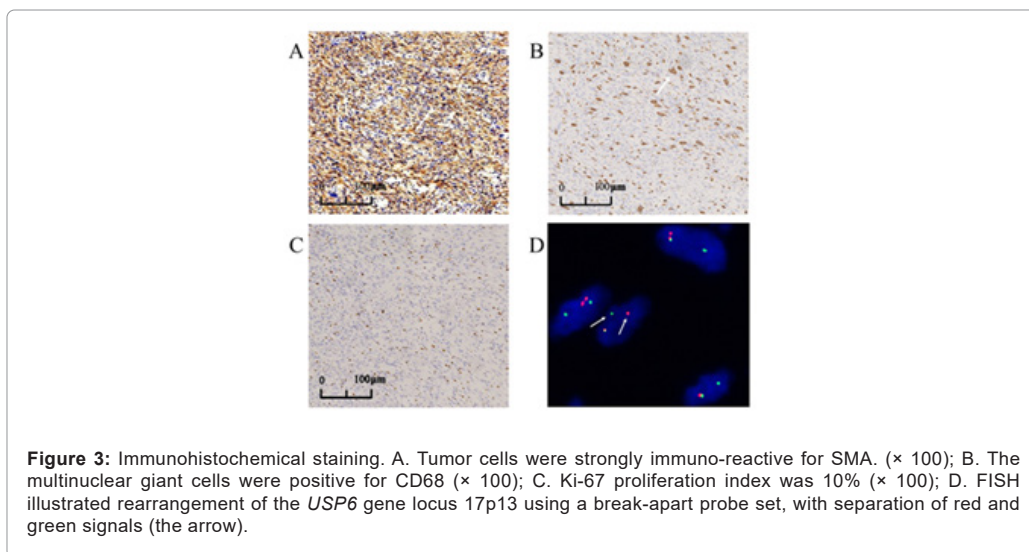 A
B
0 100μm
0 100μm
C
D
0 100μm
Figure 3: Immunohistochemical staining. A. Tumor cells were strongly immuno-reactive for SMA. (× 100); B. The
multinuclear giant cells were positive for CD68 (× 100); C. Ki-67 proliferation index was 10% (× 100); D. FISH
illustrated rearrangement of the USP6 gene locus 17p13 using a break-apart probe set, with separation of red and
green signals (the arrow).